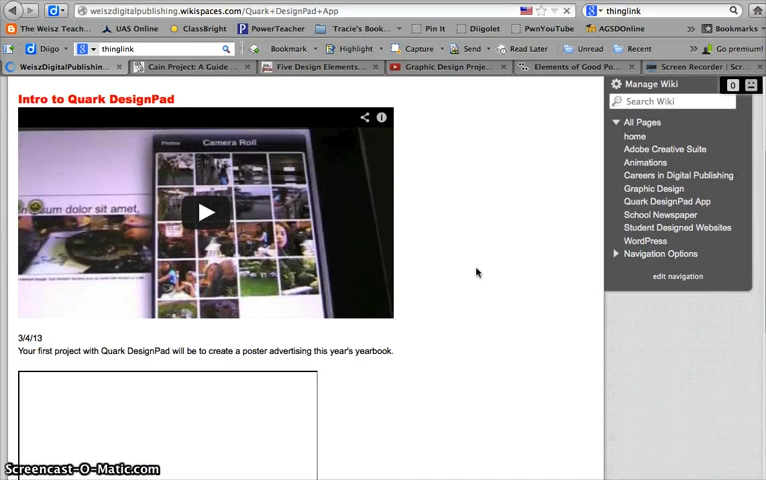 weiszdigitalpublishing.wikispaces.com/Quark+DesignPad+App
thinglink
The Weisz Teach...
UAS Online
ClassBright
PowerTeacher
Tracie's Book...
Pin It
Diigolet
PwnYouTube
AGSDOnline
Bookmarks
Diigo
thinglink
Bookmark
Highlight
Capture
Send
Read Later
Unread
Recent
Go premium!
WeiszDigitalPublishing...
Cain Project: A Guide ...
Five Design Elements...
Graphic Design Proje...
Elements of Good Po...
Screen Recorder | Scr...
Intro to Quark DesignPad
Photos
Camera Roll
sum dolor sit amet,
3/4/13
Your first project with Quark DesignPad will be to create a poster advertising this year's yearbook.
Manage Wiki
0
Search Wiki
All Pages
home
Adobe Creative Suite
Animations
Careers in Digital Publishing
Graphic Design
Quark DesignPad App
School Newspaper
Student Designed Websites
WordPress
Navigation Options
edit navigation
Screencast-O-Matic.com